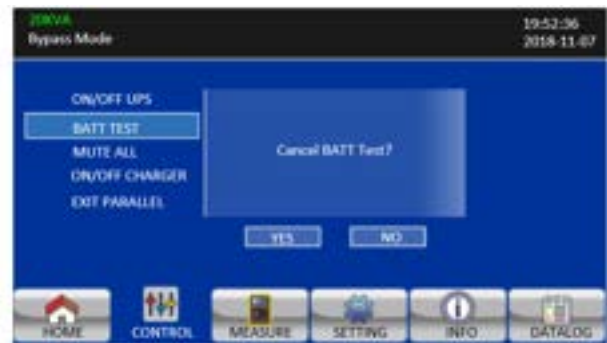 20KVA
Bypass Mode
19:52:36
2018-11-07
ON/OFF UPS
BATT TEST
MUTE ALL
ON/OFF CHARGER
EXIT PARALLEL
Cancel BATT Test?
YES
NO
HOME
CONTROL
MEASURE
SETTING
INFO
DATALOG